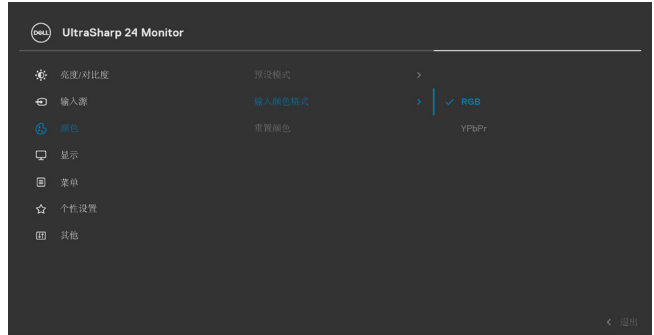 DELL UltraSharp 24 Monitor
亮度/对比度 预设模式 >
输入源 输入颜色格式 > ✓ RGB
颜色 重置颜色 YPbPr
显示
菜单
个性设置
其他
< 退出